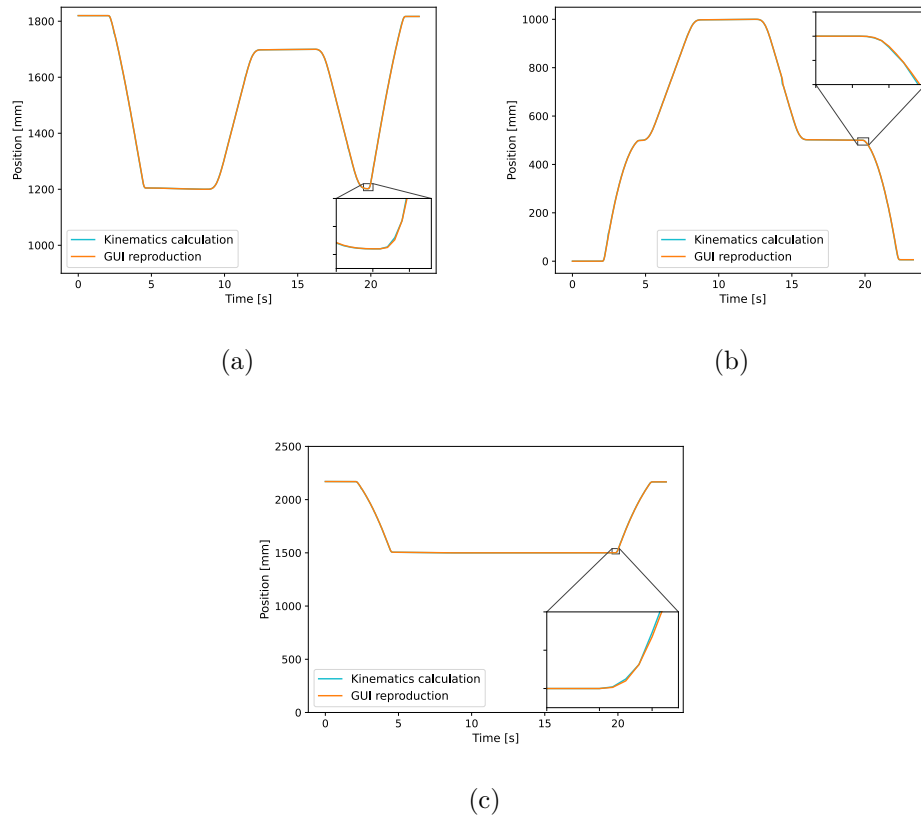 1800
1600
1400
1200
1000
Position [mm]
Kinematics calculation
GUI reproduction
0 5 10 15 20
Time [s]
(a)
1000
800
600
400
200
0
Position [mm]
Kinematics calculation
GUI reproduction
0 5 10 15 20
Time [s]
(b)
2500
2000
1500
1000
500
0
Position [mm]
Kinematics calculation
GUI reproduction
0 5 10 15 20
Time [s]
(c)